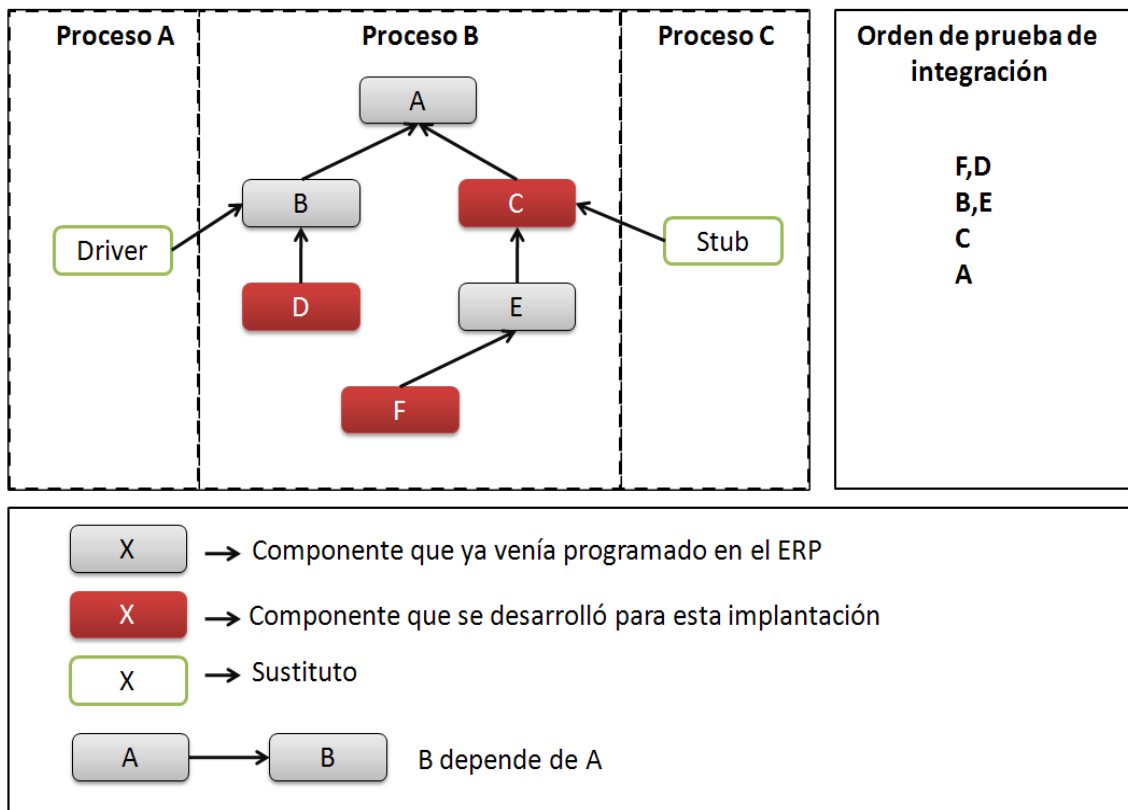 Proceso A
Proceso B
Proceso C
A
B
C
Driver
Stub
D
E
F
Orden de prueba de
integración
F,D
B,E
C
A
X
Componente que ya venía programado en el ERP
X
Componente que se desarrolló para esta implantación
X
Sustituto
A
B
B depende de A